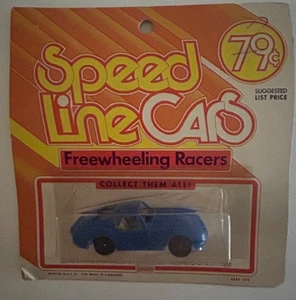 79¢
SUGGESTED
LIST PRICE
Speed
Line Cars
Freewheeling Racers
COLLECT THEM ALL!